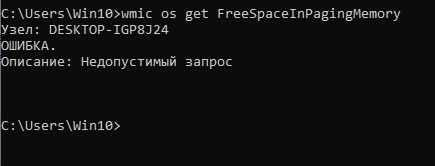 C:\Users\Win10>wmic os get FreeSpaceInPagingMemory
Узел: DESKTOP-IGP8J24
ОШИБКА.
Описание: Недопустимый запрос
C:\Users\Win10>